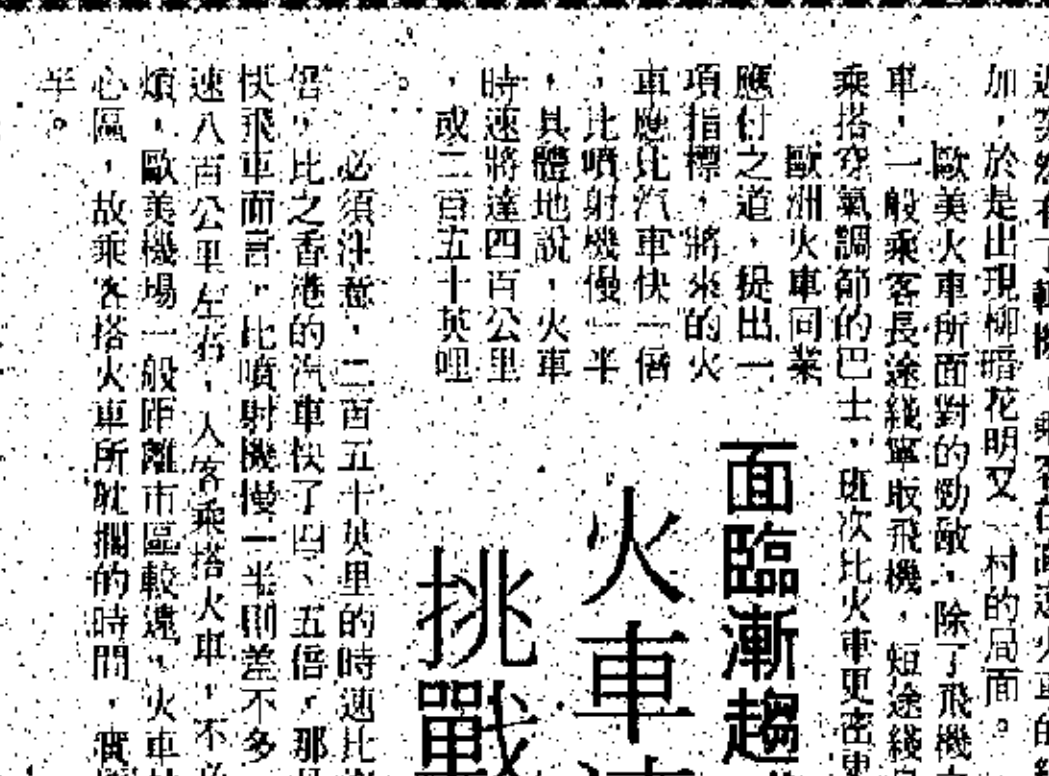 加，於是出現柳暗花明又一村的局面。
歐美火車所面對的勁敵，除了飛機
車，一般乘客長途綫寧取飛機，短途綫
乘搭空氣調節的巴士，班次比火車更密
歐洲火車同業
應付之道，提出一
項指標，將來的火
車應比汽車快一倍
，比噴射機慢一半
，具體地說，火車
時速將達四百公里
，或二百五十英哩
。
面臨漸趨
火車
挑戰
必須注意，二百五十英里的時速比
倍，比之香港的汽車快了四、五倍，那
快飛車而言，比噴射機慢一半則差不多
速八百公里左右，人客乘搭火車，不
煩，歐美機場一般距離市區較遠，火車
心區，故乘客搭火車所躭擱的時間，實
半。